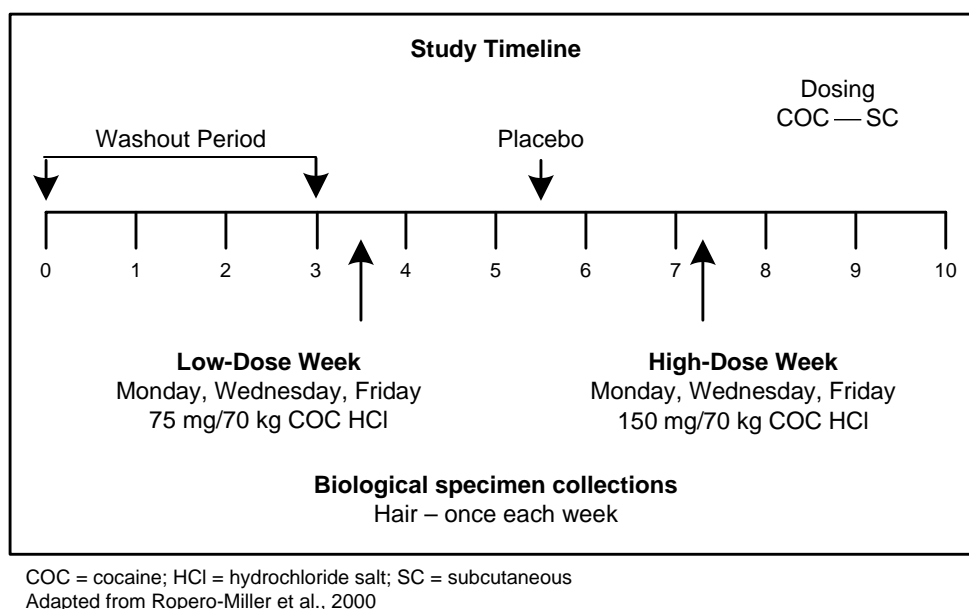 Study Timeline
Dosing
COC — SC
Washout Period
Placebo
0 1 2 3 4 5 6 7 8 9 10
Low-Dose Week
Monday, Wednesday, Friday
75 mg/70 kg COC HCl
High-Dose Week
Monday, Wednesday, Friday
150 mg/70 kg COC HCl
Biological specimen collections
Hair – once each week
COC = cocaine; HCl = hydrochloride salt; SC = subcutaneous
Adapted from Ropero-Miller et al., 2000